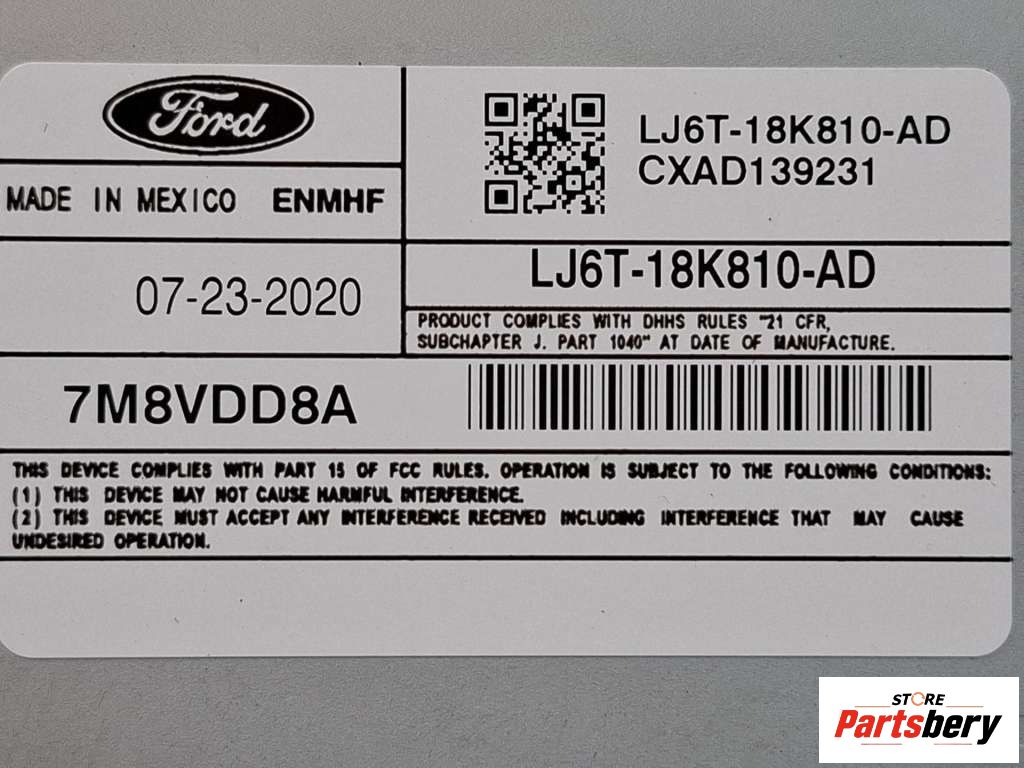 Ford
MADE IN MEXICO ENMHF
07-23-2020
LJ6T-18K810-AD
CXAD139231
LJ6T-18K810-AD
PRODUCT COMPLIES WITH DHHS RULES "21 CFR,
SUBCHAPTER J. PART 1040" AT DATE OF MANUFACTURE.
7M8VDD8A
THIS DEVICE COMPLIES WITH PART 15 OF FCC RULES. OPERATION IS SUBJECT TO THE FOLLOWING CONDITIONS:
(1) THIS DEVICE MAY NOT CAUSE HARMFUL INTERFERENCE.
(2) THIS DEVICE MUST ACCEPT ANY INTERFERENCE RECEIVED INCLUDING INTERFERENCE THAT MAY CAUSE
UNDESIRED OPERATION.
STORE
Partsbery